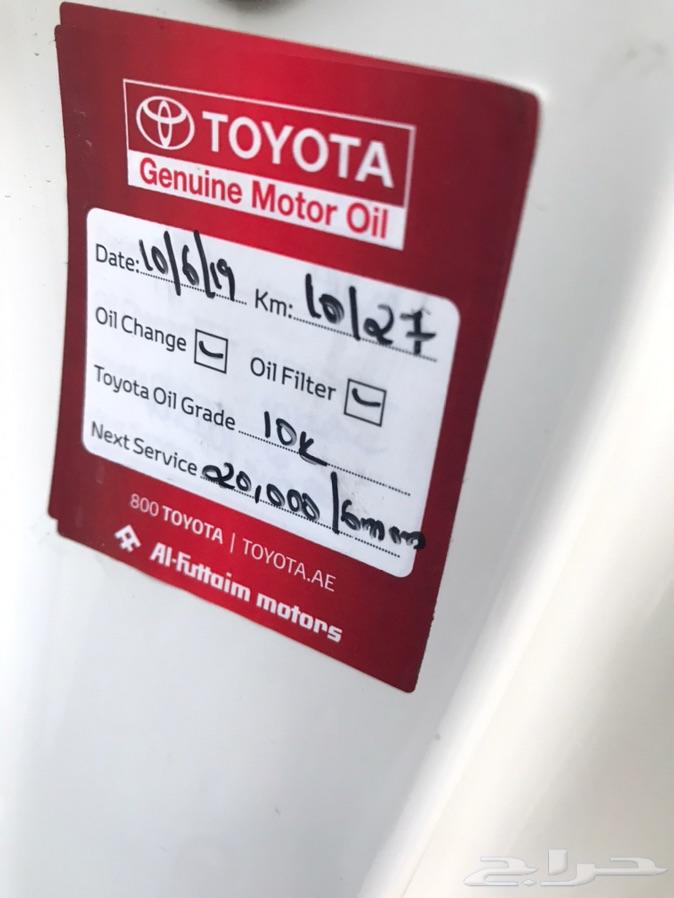 TOYOTA
Genuine Motor Oil
Date: 10/6/19 Km: 10127
Oil Change Oil Filter
Toyota Oil Grade 10K
Next Service 20,000/6mm
800 TOYOTA | TOYOTA.AE
Al-Futtaim motors
حراج